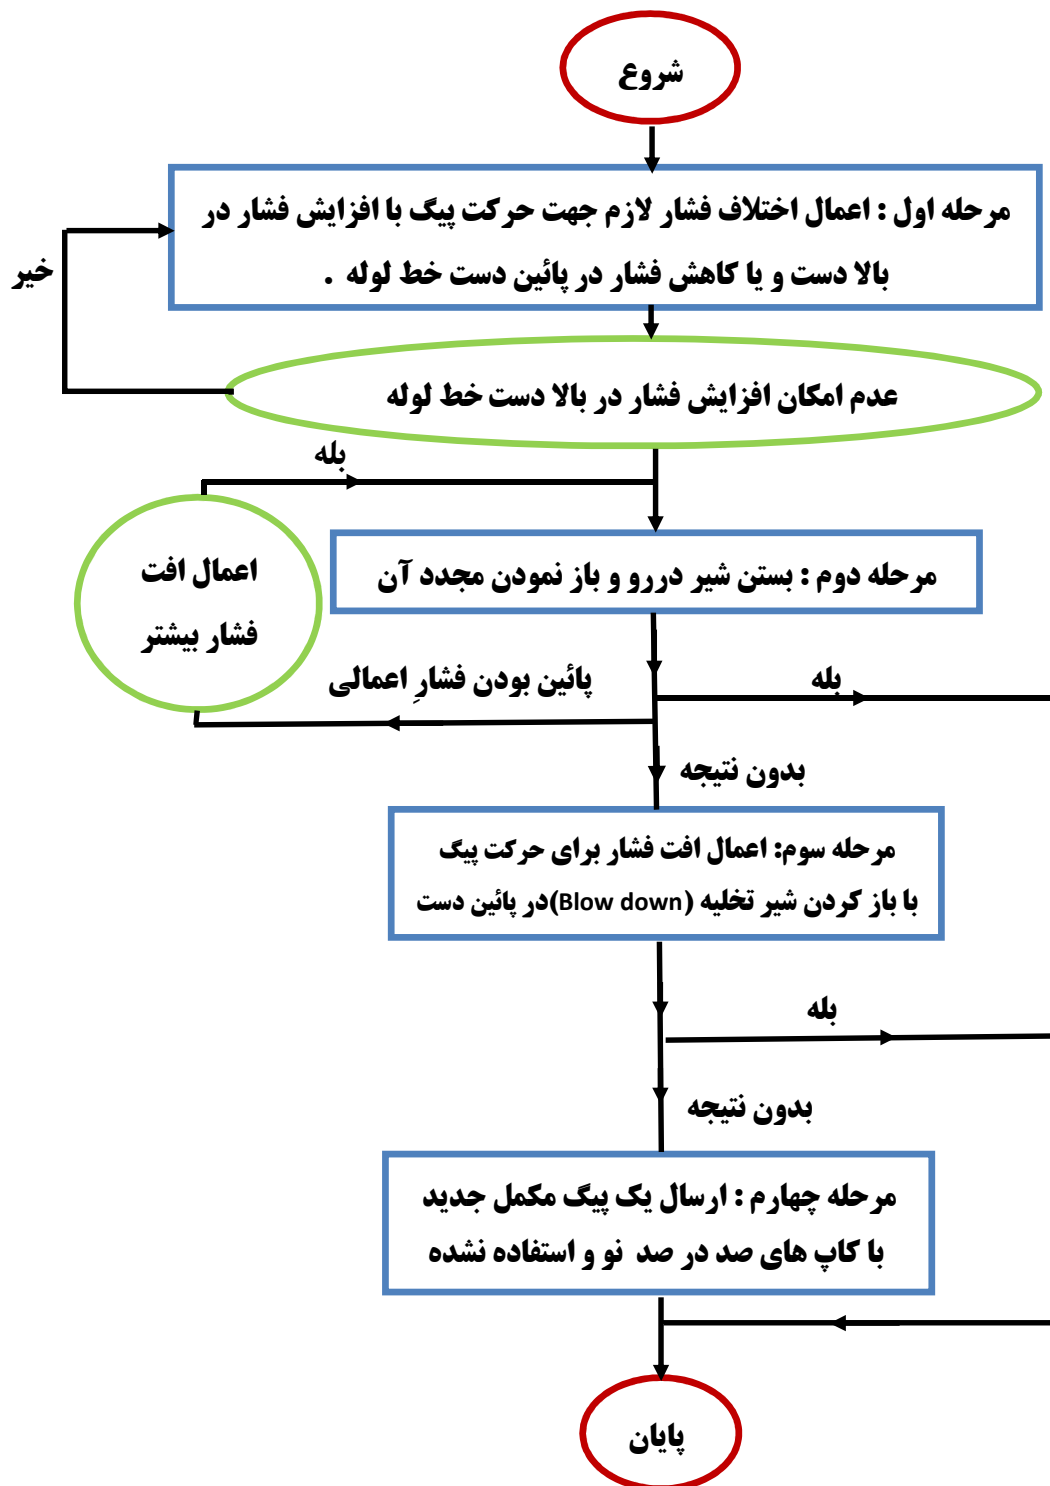 شروع
مرحله اول : اعمال اختلاف فشار لازم جهت حرکت پیگ با افزایش فشار در
بالا دست و یا کاهش فشار در پائین دست خط لوله .
خیر
عدم امکان افزایش فشار در بالا دست خط لوله
بله
اعمال افت
فشار بیشتر
مرحله دوم : بستن شیر دررو و باز نمودن مجدد آن
پائین بودن فشارِ اعمالی
بله
بدون نتیجه
مرحله سوم: اعمال افت فشار برای حرکت پیگ
با باز کردن شیر تخلیه (Blow down)در پائین دست
بله
بدون نتیجه
مرحله چهارم : ارسال یک پیگ مکمل جدید
با کاپ های صد در صد نو و استفاده نشده
پایان